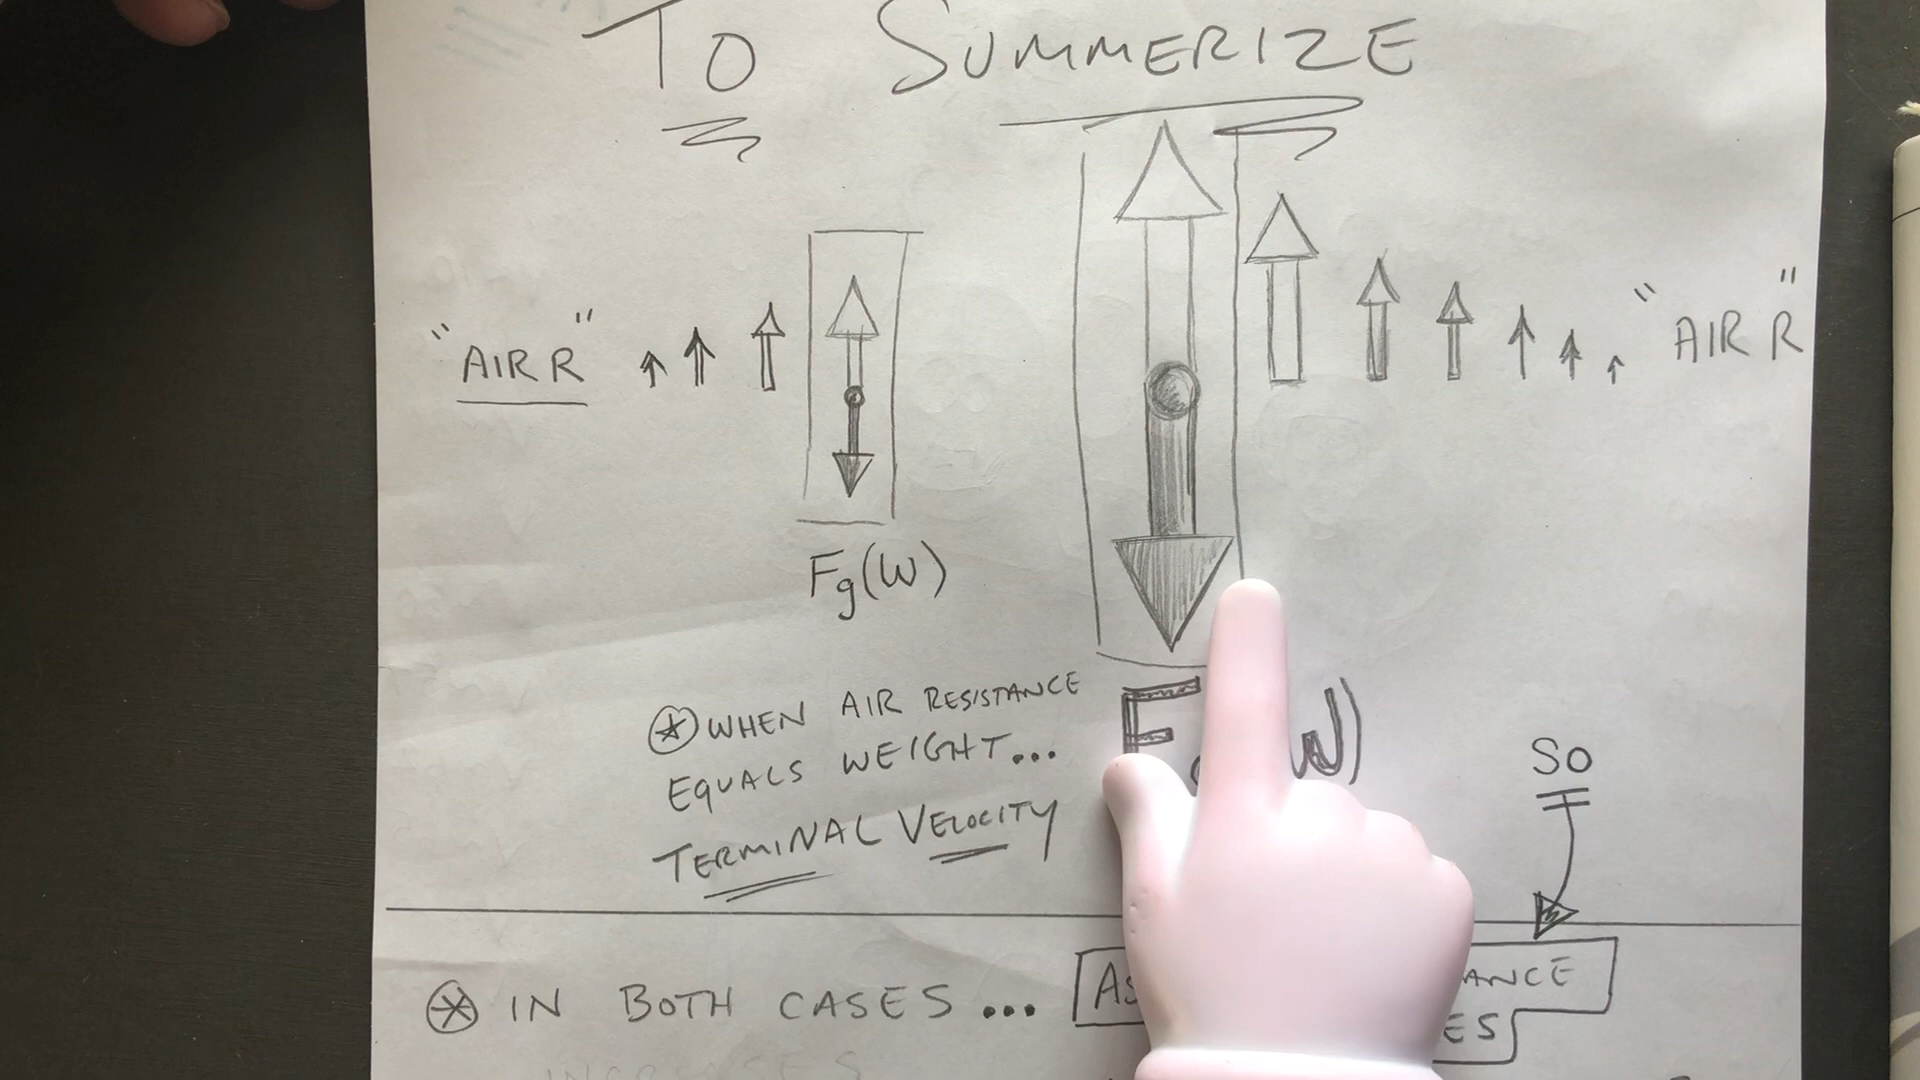 To SUMMERIZE
"AIR R"
"AIR R"
Fg(W)
WHEN AIR RESISTANCE
EQUALS WEIGHT...
TERMINAL VELOCITY
SO
IN BOTH CASES ...